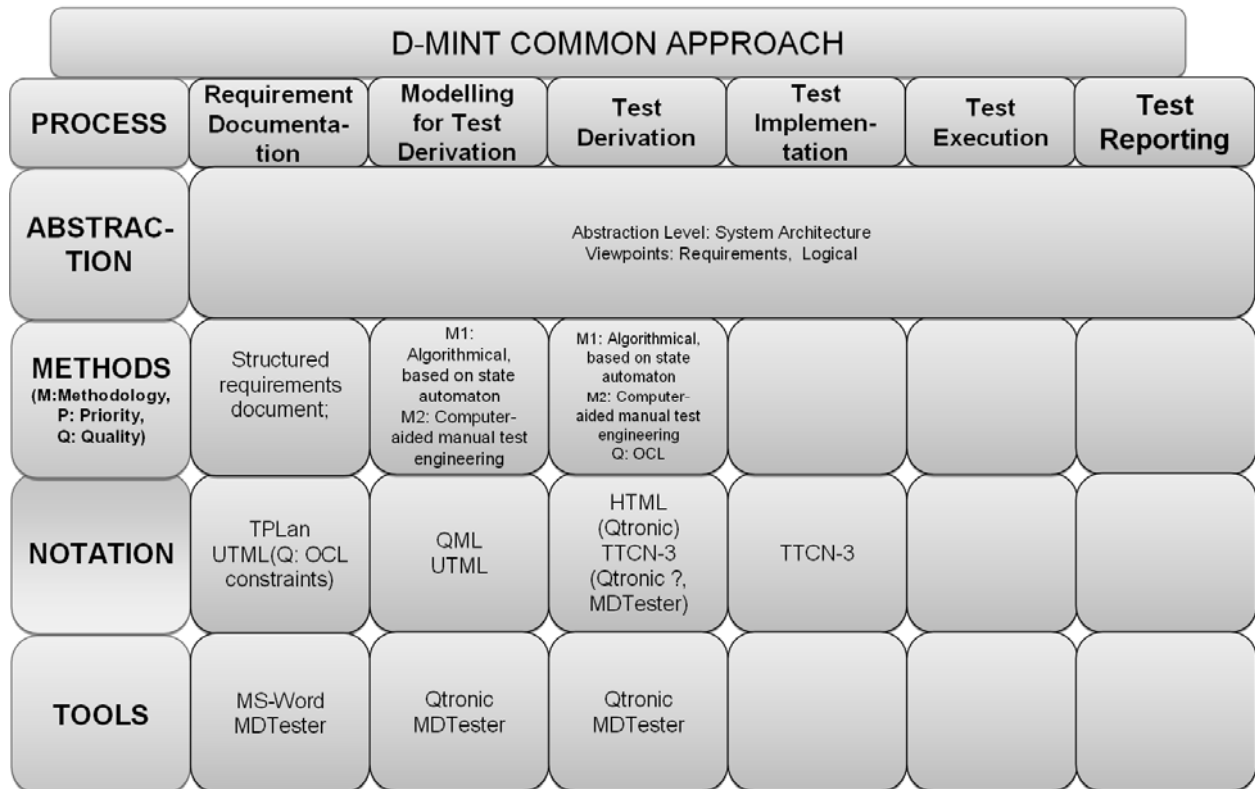 D-MINT COMMON APPROACH
PROCESS
Requirement
Documenta-
tion
Modelling
for Test
Derivation
Test
Derivation
Test
Implemen-
tation
Test
Execution
Test
Reporting
ABSTRAC-
TION
Abstraction Level: System Architecture
Viewpoints: Requirements, Logical
METHODS
(M:Methodology,
P: Priority,
Q: Quality)
Structured
requirements
document;
M1:
Algorithmical,
based on state
automaton
M2: Computer-
aided manual test
engineering
M1: Algorithmical,
based on state
automaton
M2: Computer-
aided manual test
engineering
Q: OCL
NOTATION
TPLan
UTML(Q: OCL
constraints)
QML
UTML
HTML
(Qtronic)
TTCN-3
(Qtronic ?,
MDTester)
TTCN-3
TOOLS
MS-Word
MDTester
Qtronic
MDTester
Qtronic
MDTester